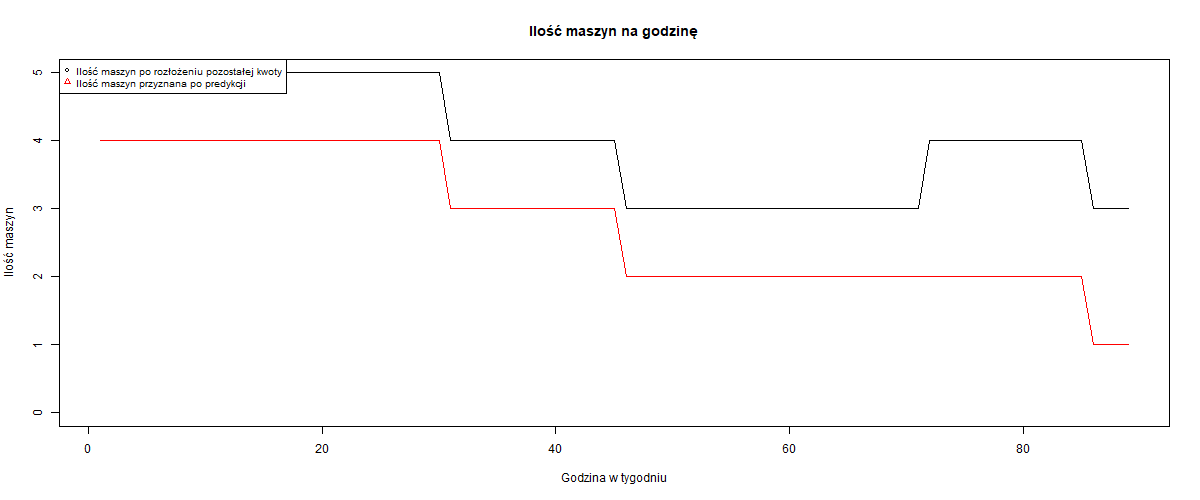 Ilość maszyn na godzinę
Ilość maszyn po rozłożeniu pozostałej kwoty
Ilość maszyn przyznana po predykcji
Ilość maszyn
5
4
3
2
1
0
0 20 40 60 80
Godzina w tygodniu